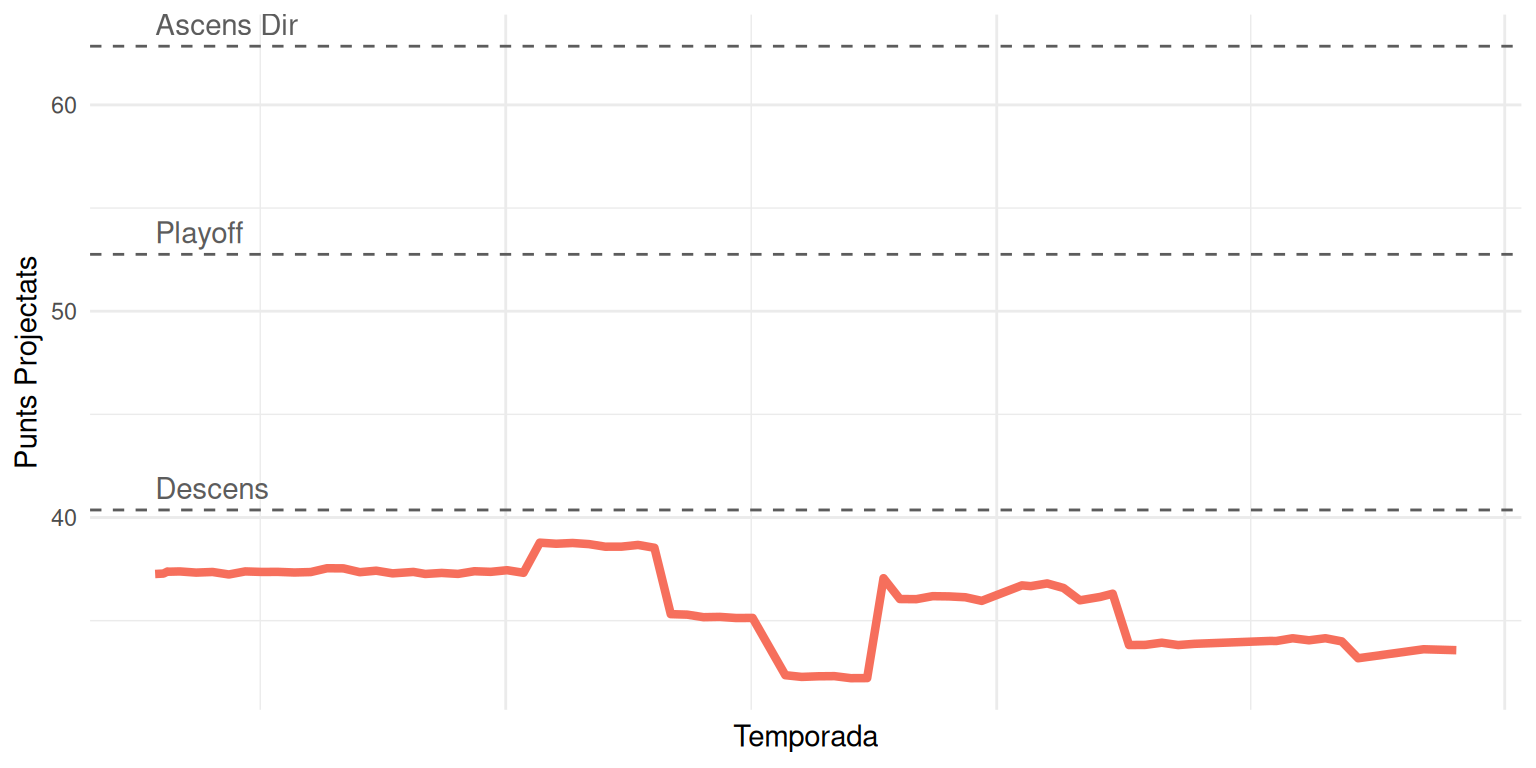 Ascens Dir
60
Playoff
50
Descens
40
Punts Projectats
Temporada